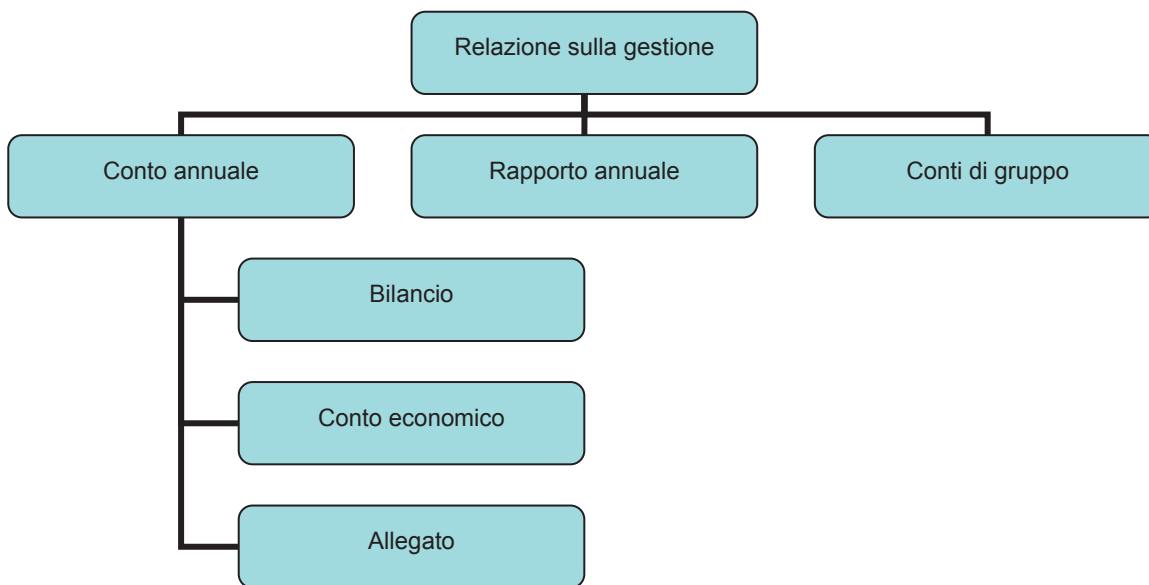 Relazione sulla gestione
Conto annuale
Rapporto annuale
Conti di gruppo
Bilancio
Conto economico
Allegato